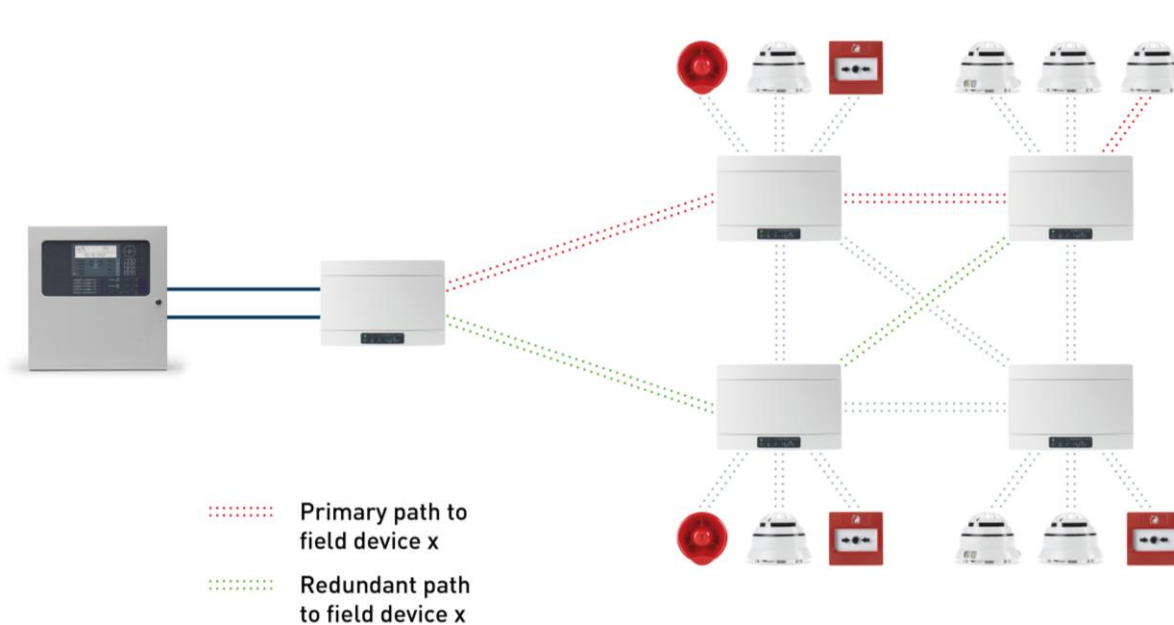 Primary path to
field device x
Redundant path
to field device x